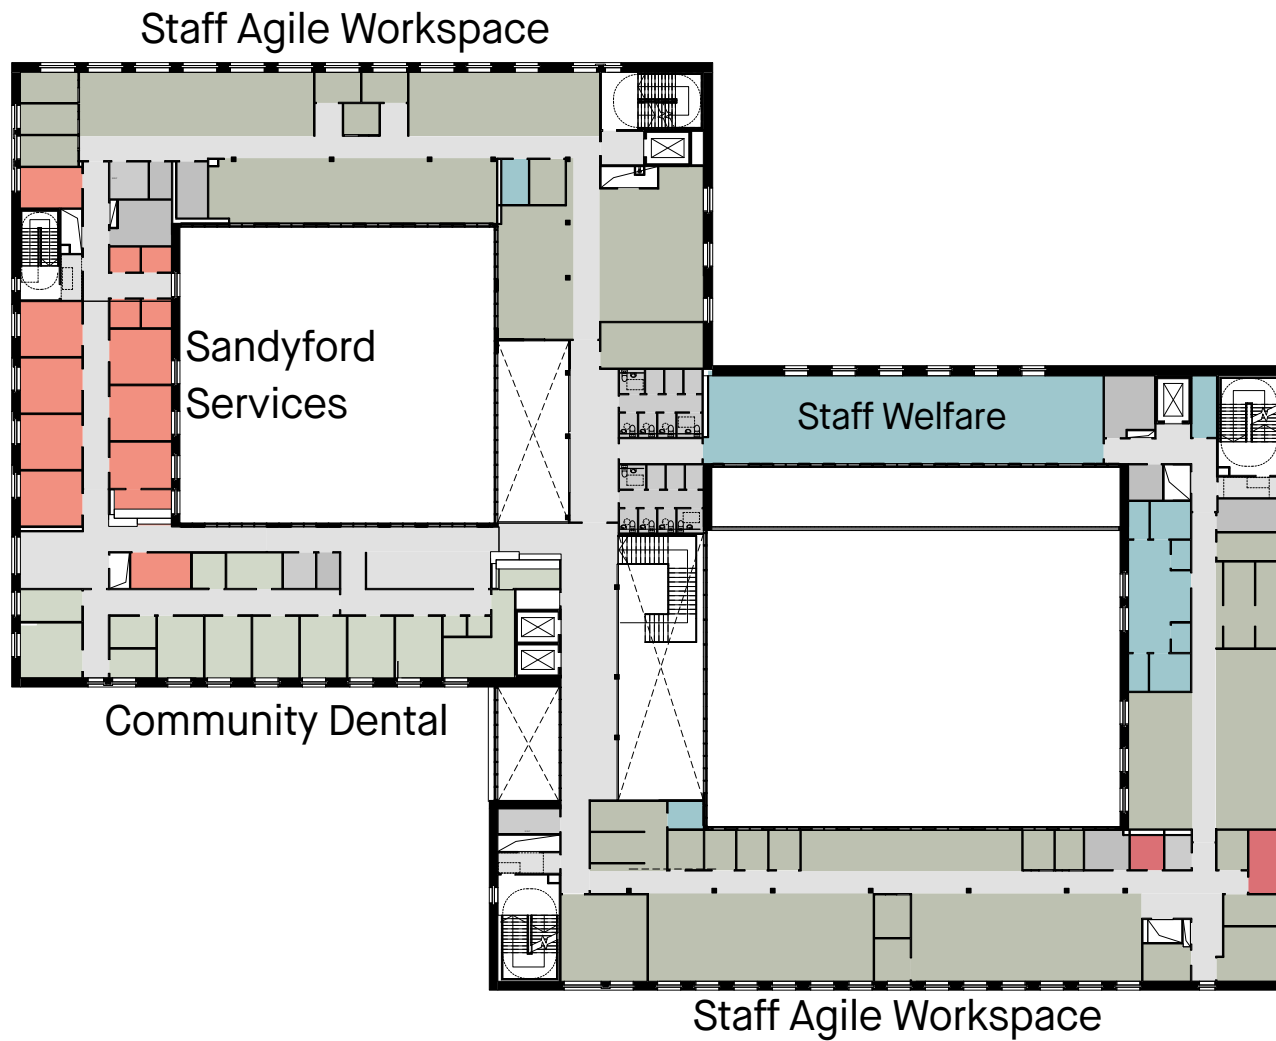 Staff Agile Workspace
Sandyford
Services
Staff Welfare
Community Dental
Staff Agile Workspace